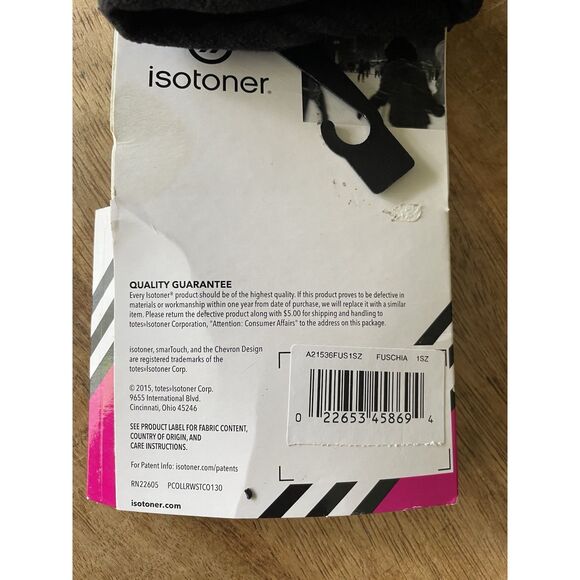 isotoner®
QUALITY GUARANTEE
Every Isotoner® product should be of the highest quality. If this product proves to be defective in
materials or workmanship within one year from date of purchase, we will replace it with a similar
item. Please return the defective product along with $5.00 for shipping and handling to
totes»Isotoner Corporation, "Attention: Consumer Affairs" to the address on this package.
isotoner, smarTouch, and the Chevron Design
are registered trademarks of the
totes»Isotoner Corp.
© 2015, totes»Isotoner Corp.
9655 International Blvd.
Cincinnati, Ohio 45246
SEE PRODUCT LABEL FOR FABRIC CONTENT,
COUNTRY OF ORIGIN, AND
CARE INSTRUCTIONS.
For Patent Info: isotoner.com/patents
RN22605 PCOLLRWSTCO130
isotoner.com
A21536FUS1SZ FUSCHIA 1SZ
0 22653 45869 4